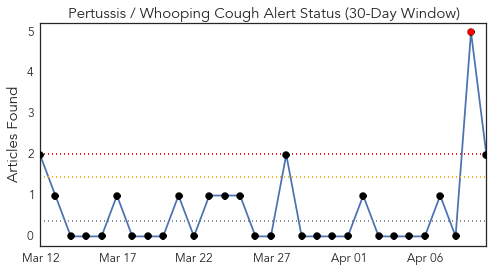 Pertussis / Whooping Cough Alert Status (30-Day Window)
Articles Found
5
4
3
2
1
0
Mar 12 Mar 17 Mar 22 Mar 27 Apr 01 Apr 06